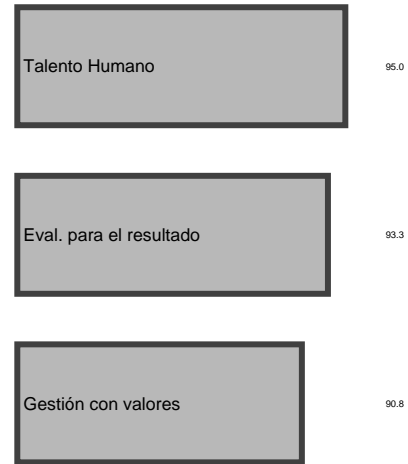 Talento Humano 95.0
Eval. para el resultado 93.3
Gestión con valores 90.8